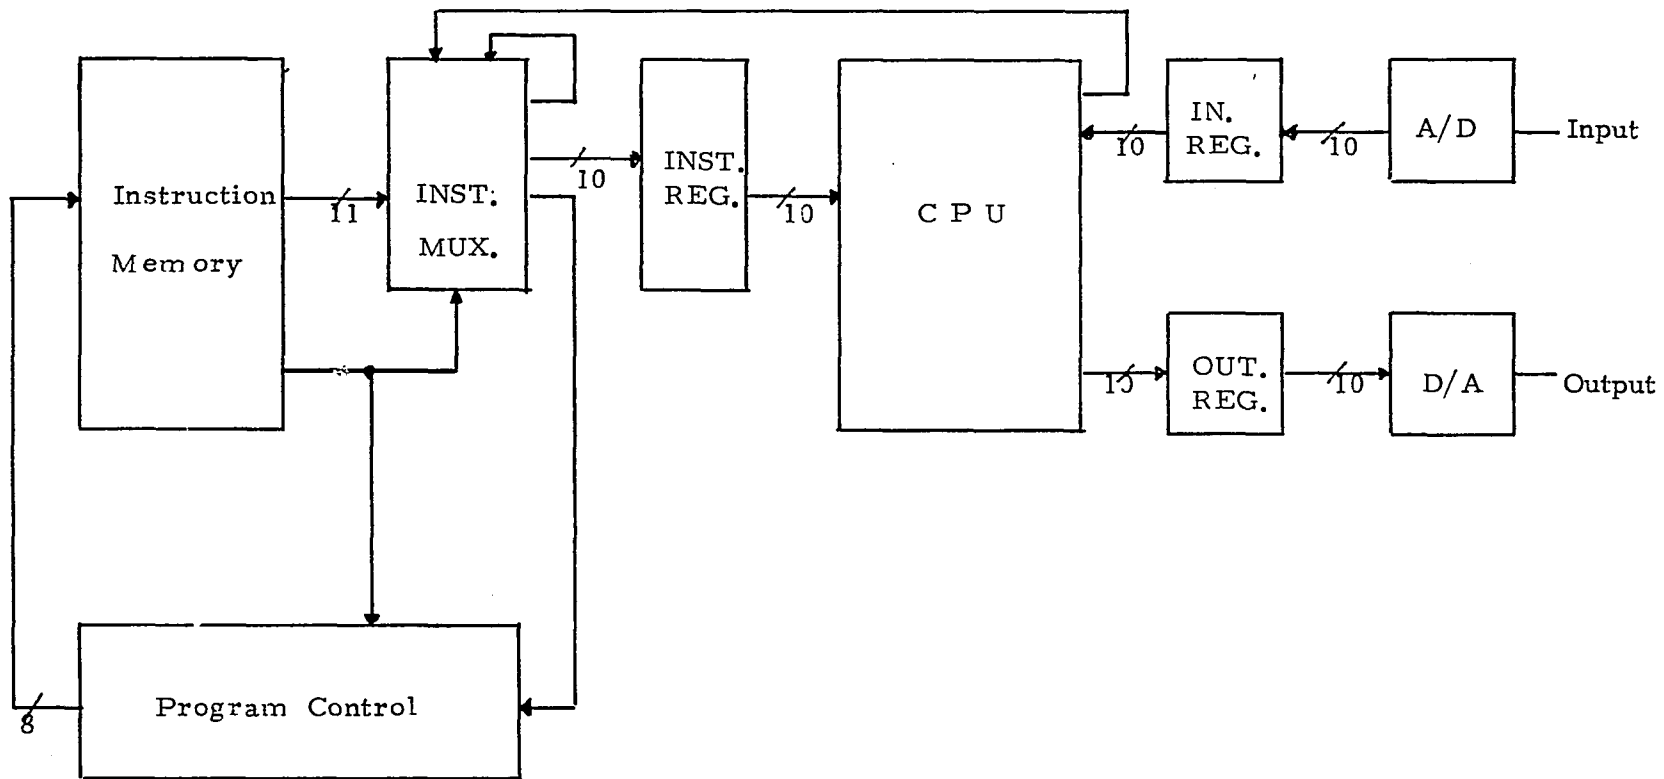 Instruction
Memory
11
INST:
MUX.
10
INST.
REG.
10
C P U
10
IN.
REG.
10
A/D
Input
10
OUT.
REG.
10
D/A
Output
8
Program Control